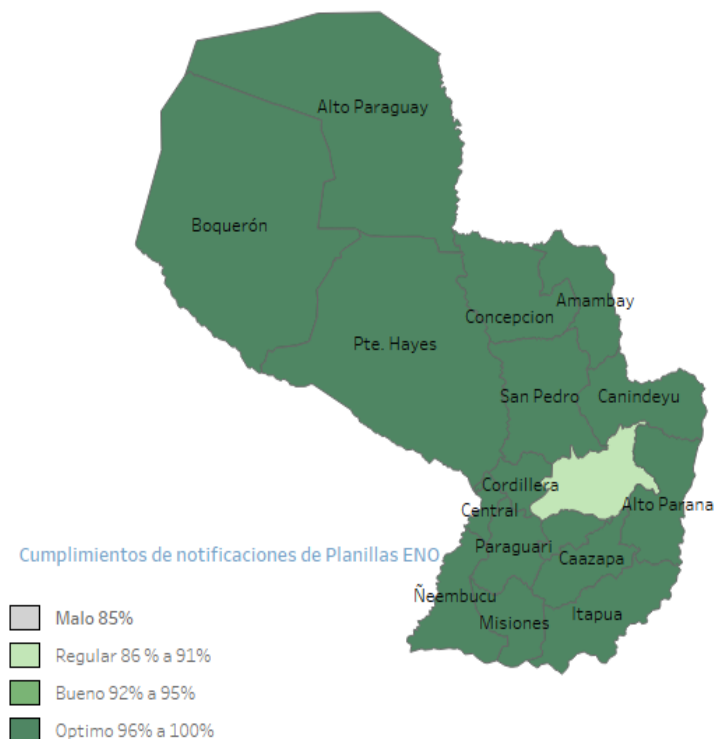 Alto Paraguay
Boquerón
Amambay
Concepcion
Pte. Hayes
San Pedro
Canindeyu
Cordillera
Alto Parana
Central
Paraguari
Caazapa
Ñeembucu
Itapua
Misiones
Cumplimientos de notificaciones de Planillas ENO
Malo 85%
Regular 86 % a 91%
Bueno 92% a 95%
Optimo 96% a 100%